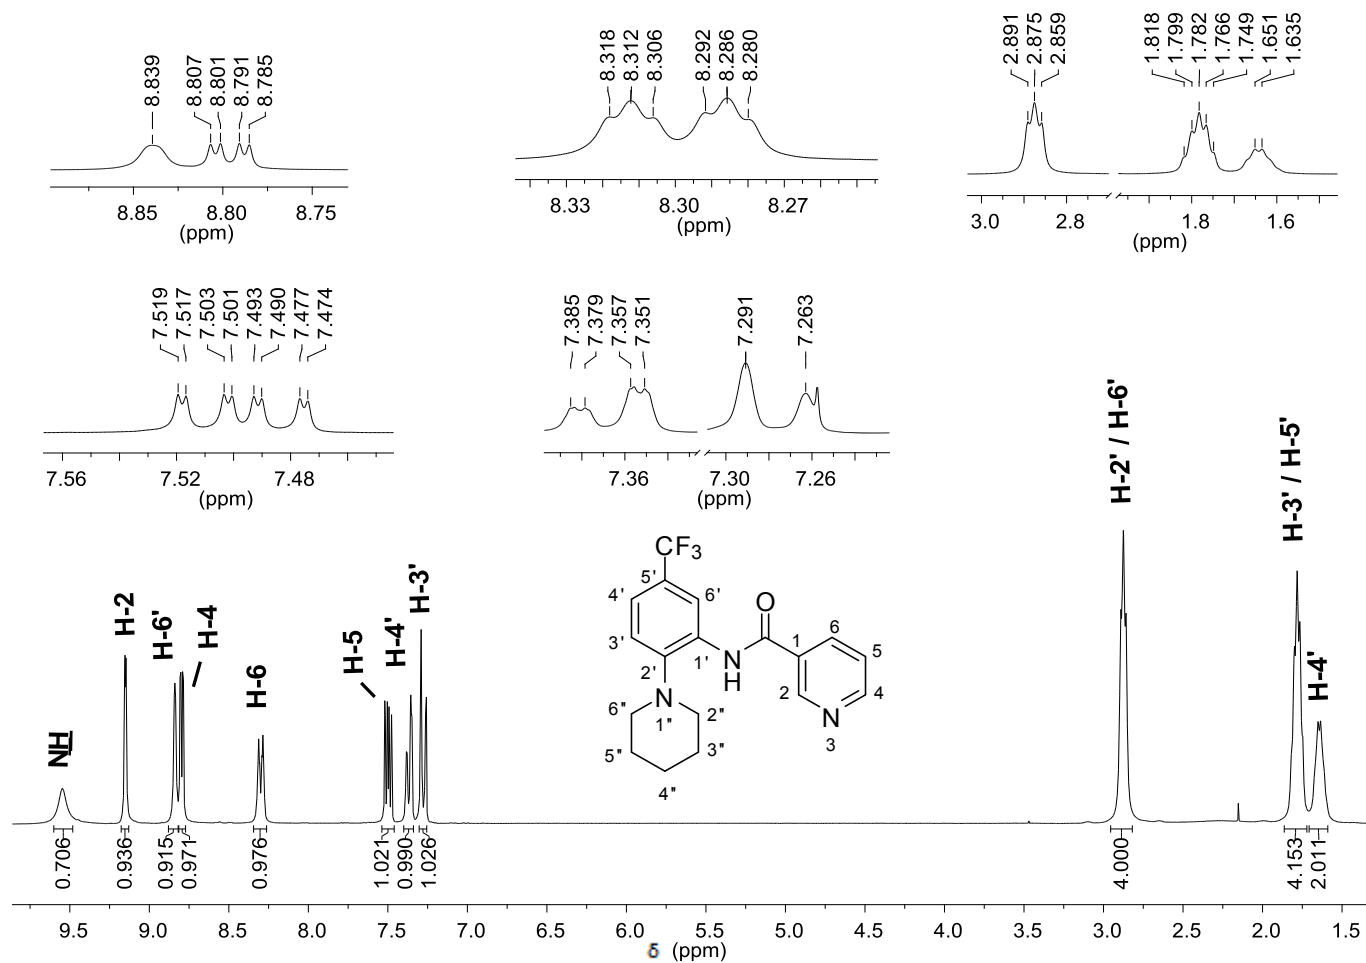 8.839
8.807
8.801
8.791
8.785
8.85 8.80 8.75
(ppm)
8.318
8.312
8.306
8.292
8.286
8.280
8.33 8.30 8.27
(ppm)
2.891
2.875
2.859
1.818
1.799
1.782
1.766
1.749
1.651
1.635
3.0 2.8 1.8 1.6
(ppm)
7.519
7.517
7.503
7.501
7.493
7.490
7.477
7.474
7.56 7.52 7.48
(ppm)
7.385
7.379
7.357
7.351
7.291
7.263
7.36 7.30 7.26
(ppm)
NH
H-2
H-6'
H-4
H-6
H-5
H-4'
H-3'
H-2' / H-6'
H-3' / H-5'
H-4'
CF3
5'
4' 6'
O
3' 1' N 1 6 5
H
2' 2 4
N N
6" 1" 2" 3
5" 3"
4"
0.706
0.936
0.915
0.971
0.976
1.021
0.990
1.026
4.000
4.153
2.011
9.5 9.0 8.5 8.0 7.5 7.0 6.5 6.0 5.5 5.0 4.5 4.0 3.5 3.0 2.5 2.0 1.5
δ (ppm)